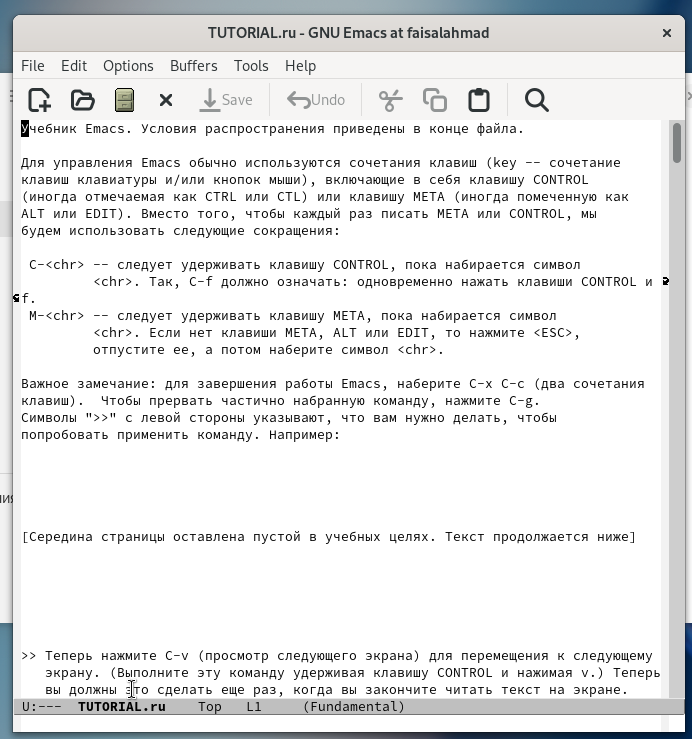 TUTORIAL.ru - GNU Emacs at faisalahmad
File Edit Options Buffers Tools Help
Save Undo
Учебник Emacs. Условия распространения приведены в конце файла.
Для управления Emacs обычно используются сочетания клавиш (key -- сочетание
клавиш клавиатуры и/или кнопок мыши), включающие в себя клавишу CONTROL
(иногда отмечаемая как CTRL или CTL) или клавишу META (иногда помеченную как
ALT или EDIT). Вместо того, чтобы каждый раз писать META или CONTROL, мы
будем использовать следующие сокращения:
C-<chr> -- следует удерживать клавишу CONTROL, пока набирается символ
<chr>. Так, C-f должно означать: одновременно нажать клавиши CONTROL и
f.
M-<chr> -- следует удерживать клавишу META, пока набирается символ
<chr>. Если нет клавиши META, ALT или EDIT, то нажмите <ESC>,
отпустите ее, а потом наберите символ <chr>.
Важное замечание: для завершения работы Emacs, наберите C-x C-c (два сочетания
клавиш).  Чтобы прервать частично набранную команду, нажмите C-g.
Символы ">>" с левой стороны указывают, что вам нужно делать, чтобы
попробовать применить команду. Например:
[Середина страницы оставлена пустой в учебных целях. Текст продолжается ниже]
>> Теперь нажмите C-v (просмотр следующего экрана) для перемещения к следующему
экрану. (Выполните эту команду удерживая клавишу CONTROL и нажимая v.) Теперь
вы должны это сделать еще раз, когда вы закончите читать текст на экране.
U:--- TUTORIAL.ru Top L1 (Fundamental)